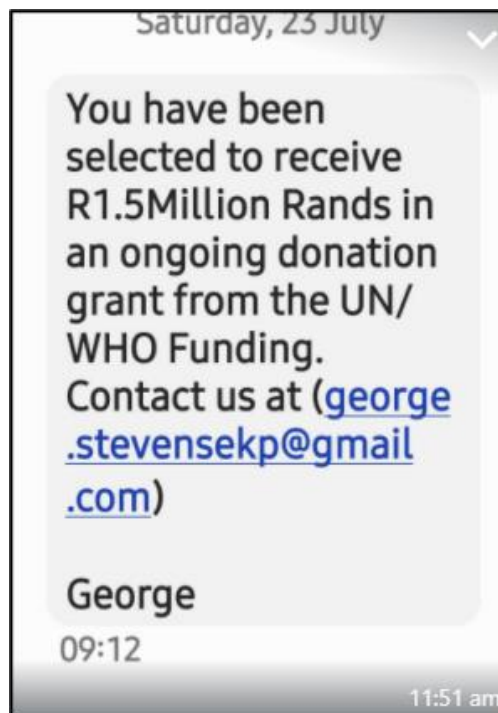 Saturday, 23 July
You have been
selected to receive
R1.5Million Rands in
an ongoing donation
grant from the UN/
WHO Funding.
Contact us at (george
.stevensekp@gmail
.com)
George
09:12
11:51 am